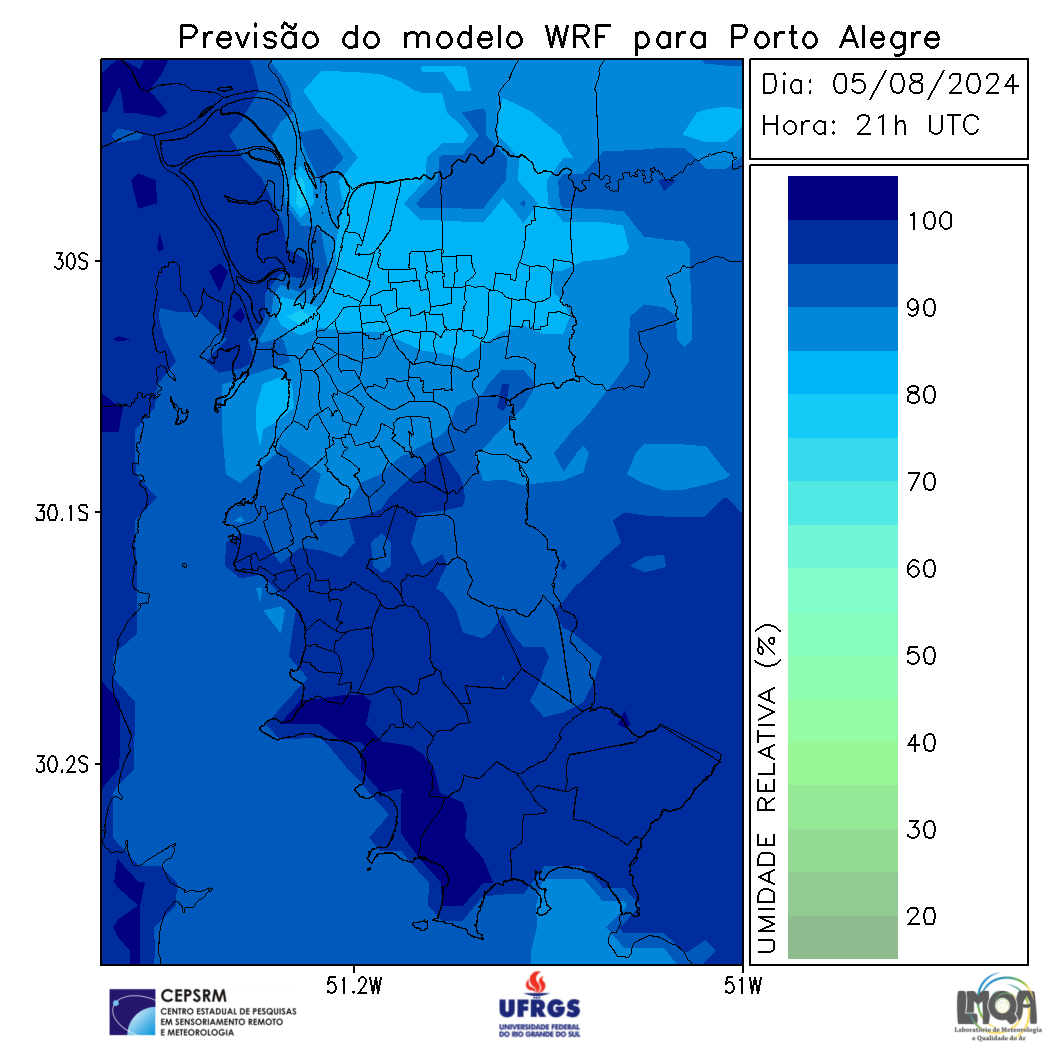 Previsão do modelo WRF para Porto Alegre
Dia: 05/08/2024
Hora: 21h UTC
100
90
80
70
60
50
40
30
20
UMIDADE RELATIVA (%)
30S
30.1S
30.2S
51.2W
51W
CEPSRM
CENTRO ESTADUAL DE PESQUISAS
EM SENSORIAMENTO REMOTO
E METEOROLOGIA
UFRGS
UNIVERSIDADE FEDERAL
DO RIO GRANDE DO SUL
LMQA
Laboratório de Meteorologia
e Qualidade do Ar